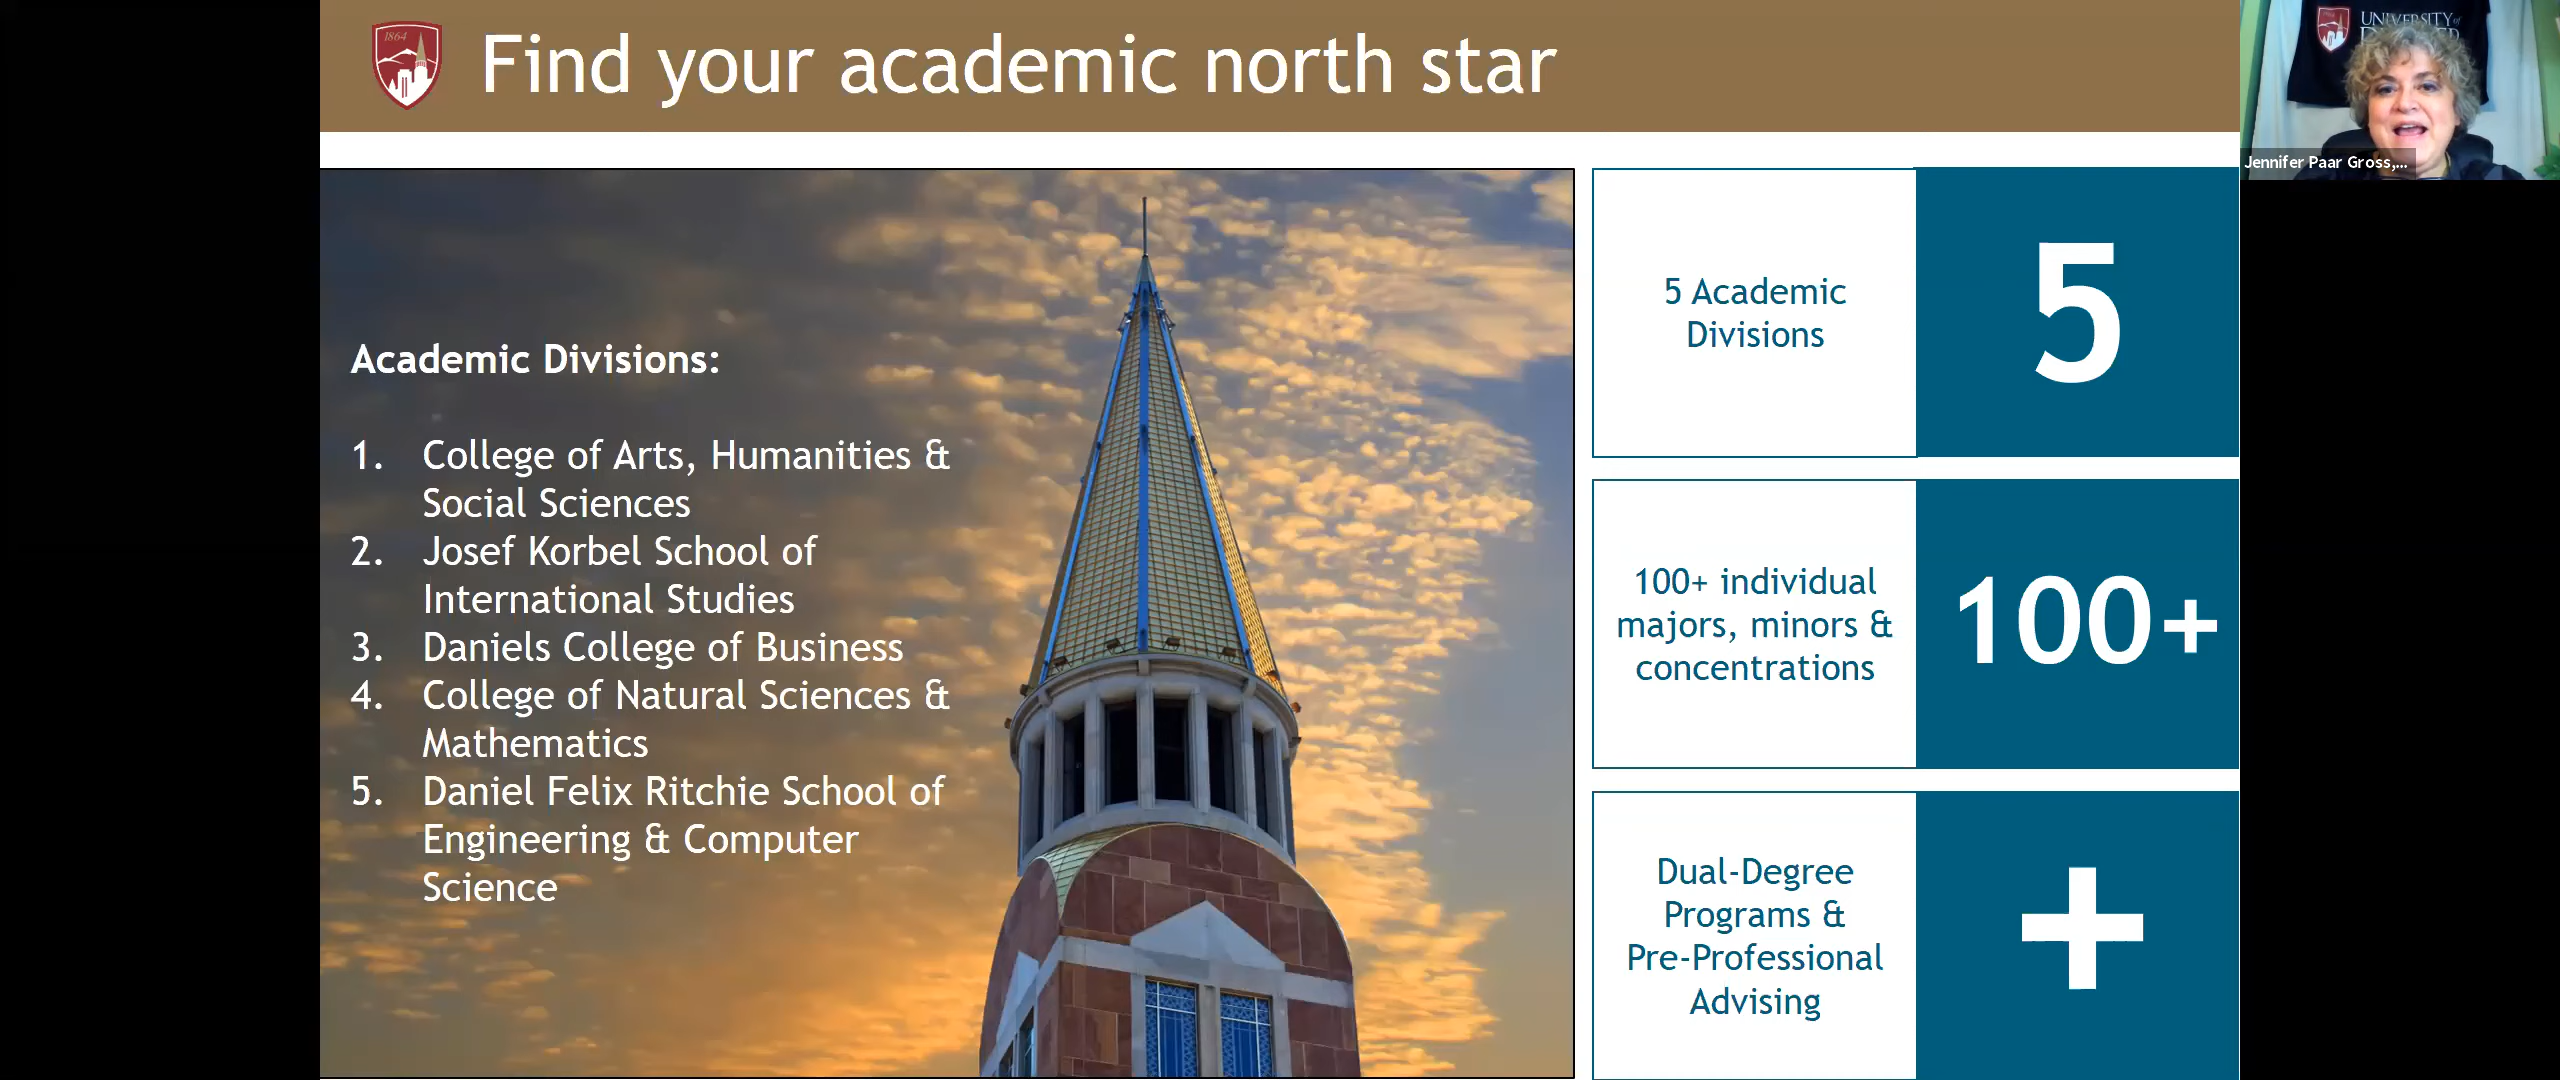 1864
Find your academic north star
Academic Divisions:
1. College of Arts, Humanities &
Social Sciences
2. Josef Korbel School of
International Studies
3. Daniels College of Business
4. College of Natural Sciences &
Mathematics
5. Daniel Felix Ritchie School of
Engineering & Computer
Science
5 Academic
Divisions
5
100+ individual
majors, minors &
concentrations
100+
Dual-Degree
Programs &
Pre-Professional
Advising
+
UNIVERSITY of
Jennifer Paar Gross,...